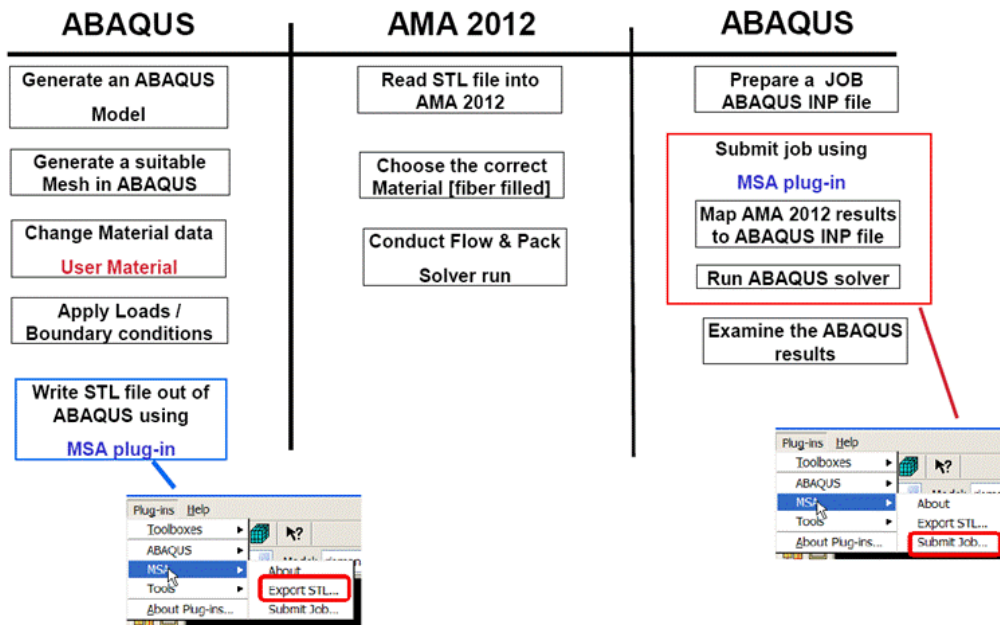 ABAQUS
AMA 2012
ABAQUS
Generate an ABAQUS
Model
Generate a suitable
Mesh in ABAQUS
Change Material data
User Material
Apply Loads /
Boundary conditions
Write STL file out of
ABAQUS using
MSA plug-in
Read STL file into
AMA 2012
Choose the correct
Material [fiber filled]
Conduct Flow & Pack
Solver run
Prepare a JOB
ABAQUS INP file
Submit job using
MSA plug-in
Map AMA 2012 results
to ABAQUS INP file
Run ABAQUS solver
Examine the ABAQUS
results
Plug-ins Help
Toolboxes
ABAQUS
MSA
Tools
About Plug-ins...
About
Export STL...
Submit Job...
Plug-ins Help
Toolboxes
ABAQUS
MSA
Tools
About Plug-ins...
About
Export STL...
Submit Job...